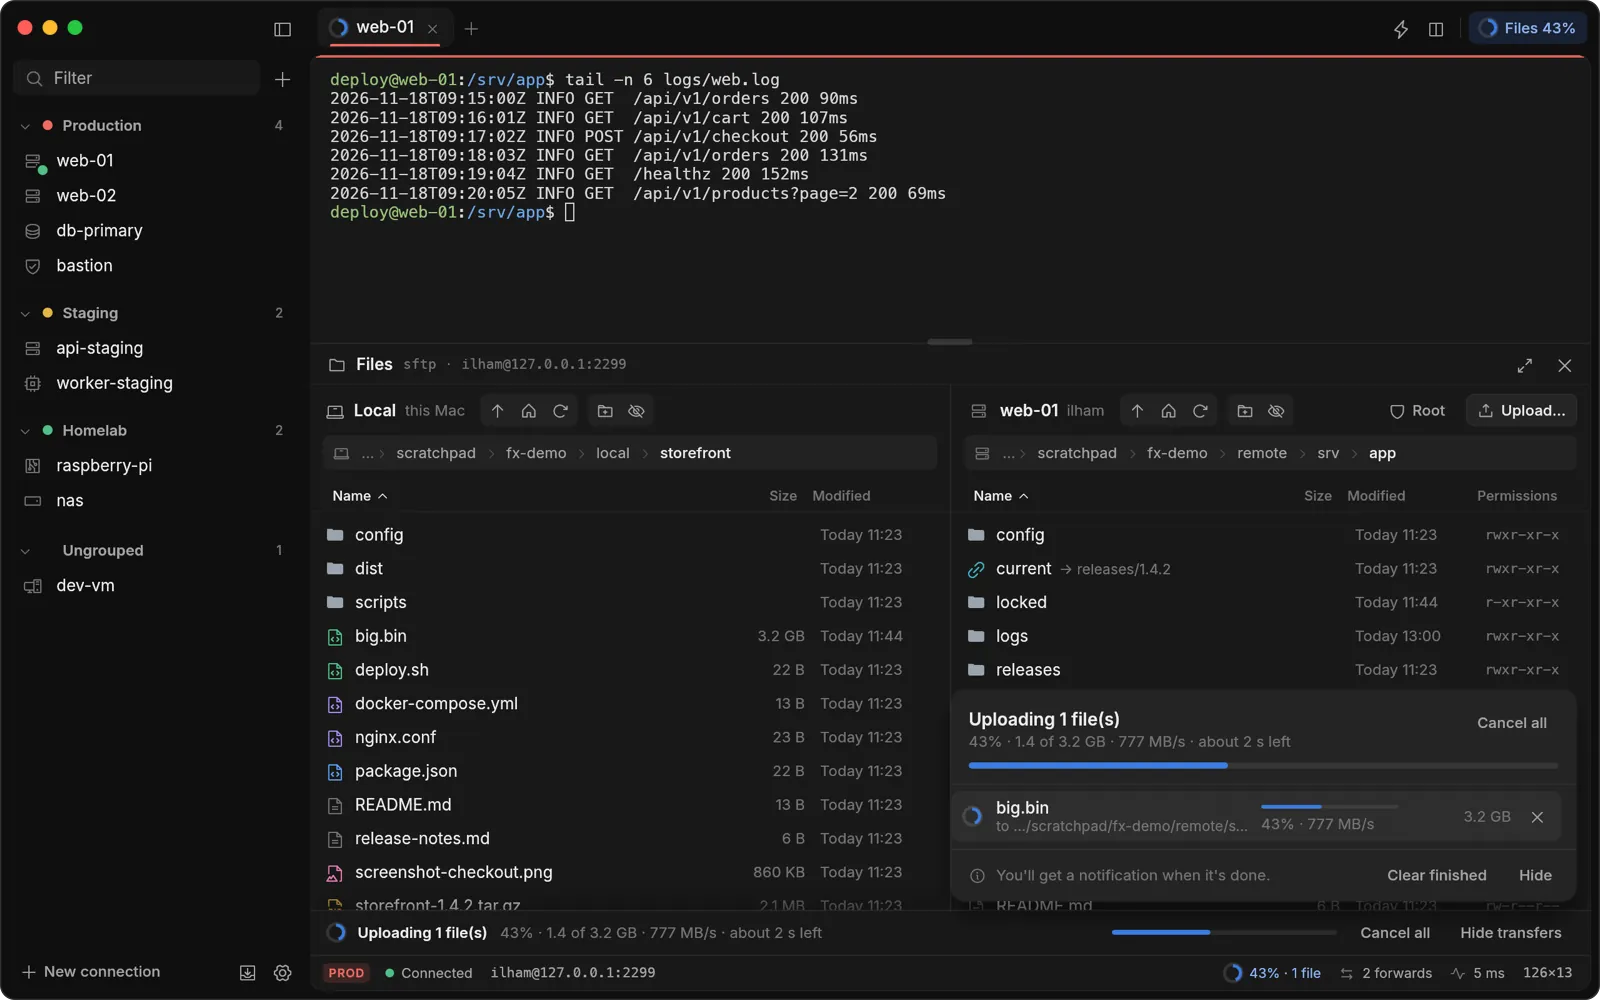 web-01
Files 43%
Filter
Production 4
web-01
web-02
db-primary
bastion
Staging 2
api-staging
worker-staging
Homelab 2
raspberry-pi
nas
Ungrouped 1
dev-vm
New connection
deploy@web-01:/srv/app$ tail -n 6 logs/web.log
2026-11-18T09:15:00Z INFO GET  /api/v1/orders 200 90ms
2026-11-18T09:16:01Z INFO GET  /api/v1/cart 200 107ms
2026-11-18T09:17:02Z INFO POST /api/v1/checkout 200 56ms
2026-11-18T09:18:03Z INFO GET  /api/v1/orders 200 131ms
2026-11-18T09:19:04Z INFO GET  /healthz 200 152ms
2026-11-18T09:20:05Z INFO GET  /api/v1/products?page=2 200 69ms
deploy@web-01:/srv/app$
Files sftp · ilham@127.0.0.1:2299
Local this Mac
... > scratchpad > fx-demo > local > storefront
Name Size Modified
config Today 11:23
dist Today 11:23
scripts Today 11:23
big.bin 3.2 GB Today 11:44
deploy.sh 22 B Today 11:23
docker-compose.yml 13 B Today 11:23
nginx.conf 23 B Today 11:23
package.json 22 B Today 11:23
README.md 13 B Today 11:23
release-notes.md 6 B Today 11:23
screenshot-checkout.png 860 KB Today 11:23
storefront-1.4.2.tar.gz 2.1 MB Today 11:23
web-01 ilham
Root
Upload...
... > scratchpad > fx-demo > remote > srv > app
Name Size Modified Permissions
config Today 11:23 rwxr-xr-x
current → releases/1.4.2 Today 11:23 rwxr-xr-x
locked Today 11:44 r-xr-xr-x
logs Today 13:00 rwxr-xr-x
releases Today 11:23 rwxr-xr-x
Uploading 1 file(s)
Cancel all
43% · 1.4 of 3.2 GB · 777 MB/s · about 2 s left
big.bin
to .../scratchpad/fx-demo/remote/s...
43% · 777 MB/s
3.2 GB
You'll get a notification when it's done.
Clear finished
Hide
README.md 6 B Today 11:23 rw-r--r--
Uploading 1 file(s) 43% · 1.4 of 3.2 GB · 777 MB/s · about 2 s left
Cancel all
Hide transfers
PROD Connected ilham@127.0.0.1:2299
43% · 1 file
2 forwards
5 ms
126×13